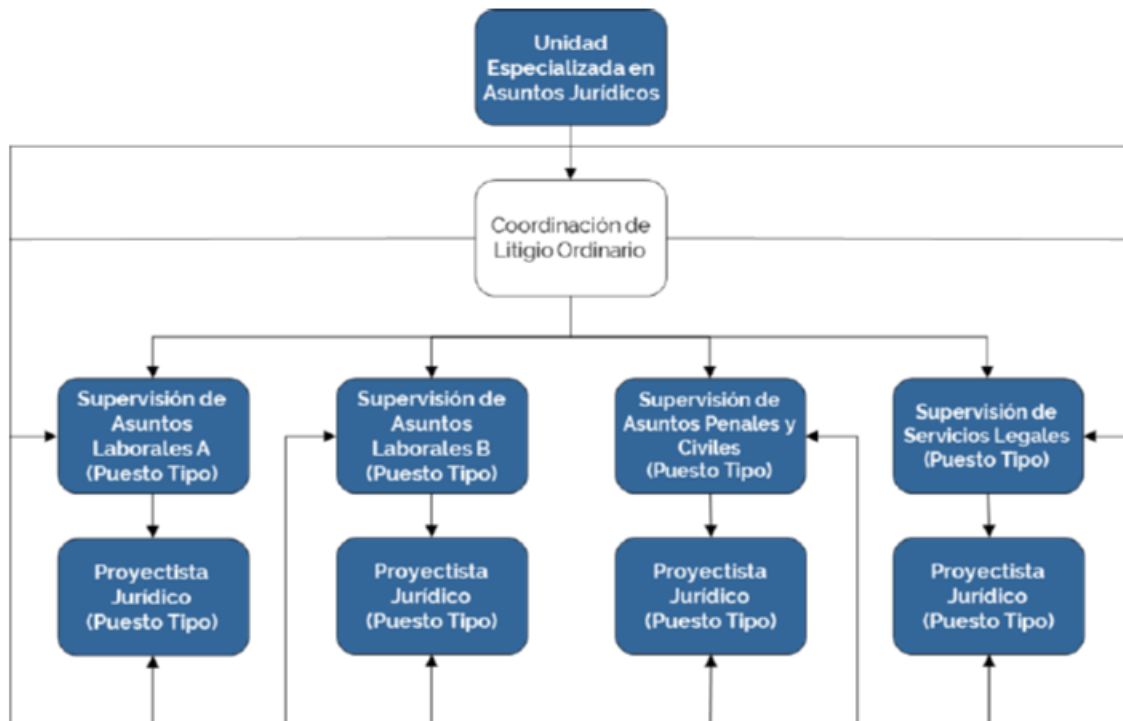 Unidad
Especializada en
Asuntos Jurídicos
Coordinación de
Litigio Ordinario
Supervisión de
Asuntos
Laborales A
(Puesto Tipo)
Supervisión de
Asuntos
Laborales B
(Puesto Tipo)
Supervisión de
Asuntos Penales y
Civiles
(Puesto Tipo)
Supervisión de
Servicios Legales
(Puesto Tipo)
Proyectista
Jurídico
(Puesto Tipo)
Proyectista
Jurídico
(Puesto Tipo)
Proyectista
Jurídico
(Puesto Tipo)
Proyectista
Jurídico
(Puesto Tipo)